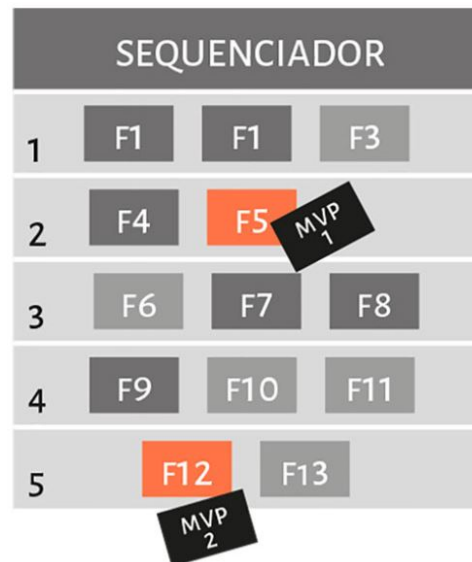 SEQUENCIADOR
1 F1 F1 F3
2 F4 F5 MVP 1
3 F6 F7 F8
4 F9 F10 F11
5 F12 F13
MVP 2